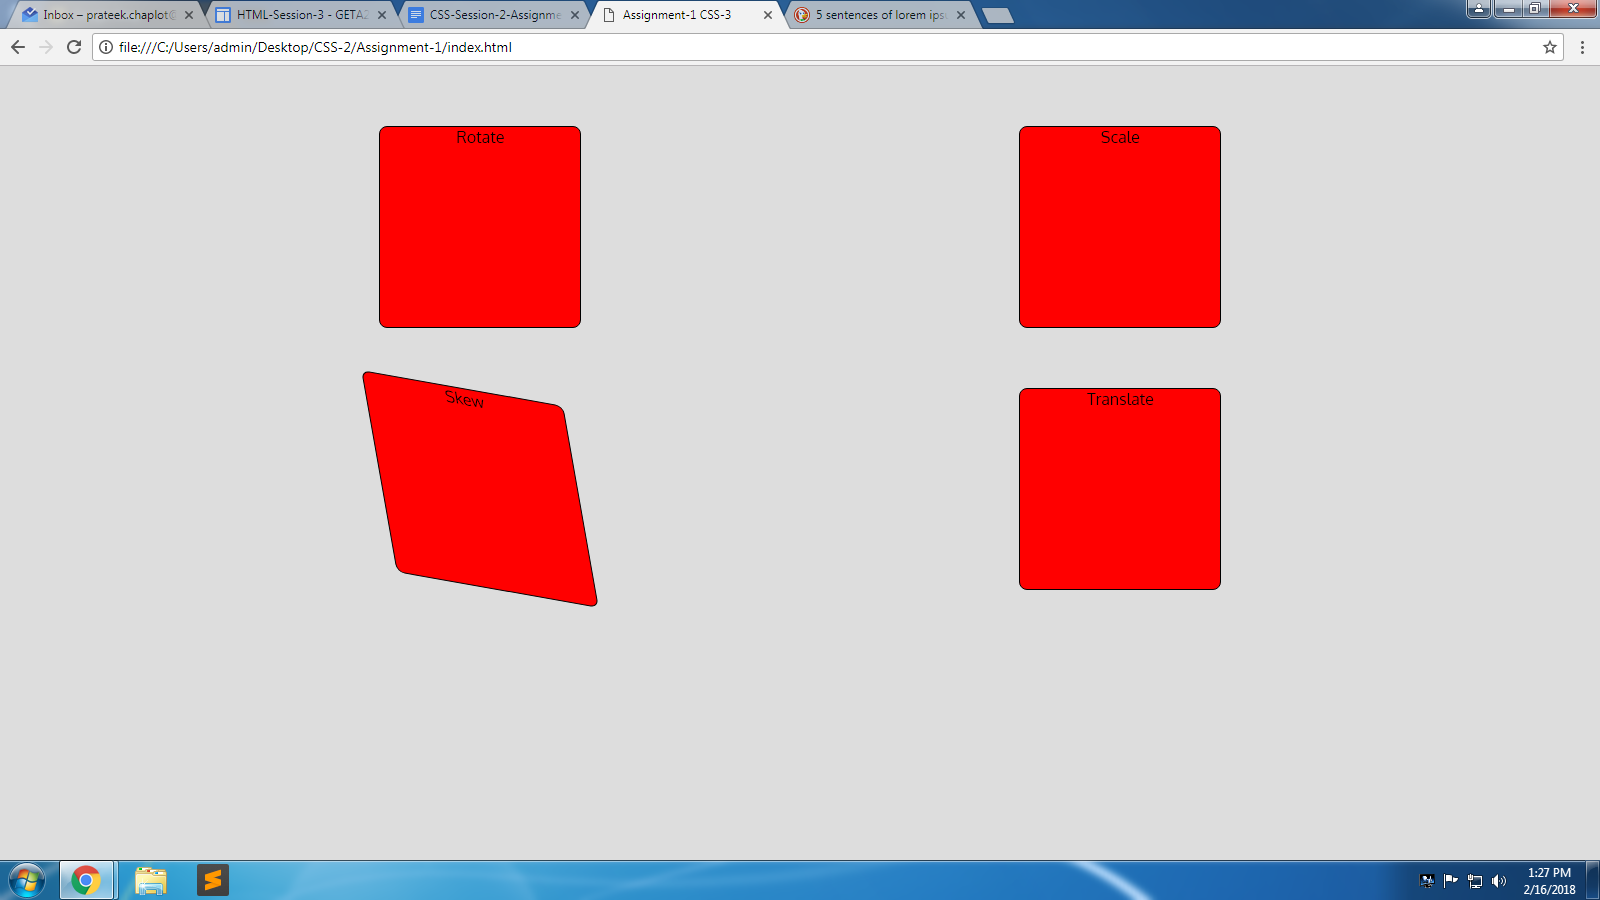 Inbox – prateek.chaplot@
HTML-Session-3 - GETA2
CSS-Session-2-Assignme
Assignment-1 CSS-3
5 sentences of lorem ips
file:///C:/Users/admin/Desktop/CSS-2/Assignment-1/index.html
Rotate
Scale
Skew
Translate
1:27 PM
2/16/2018